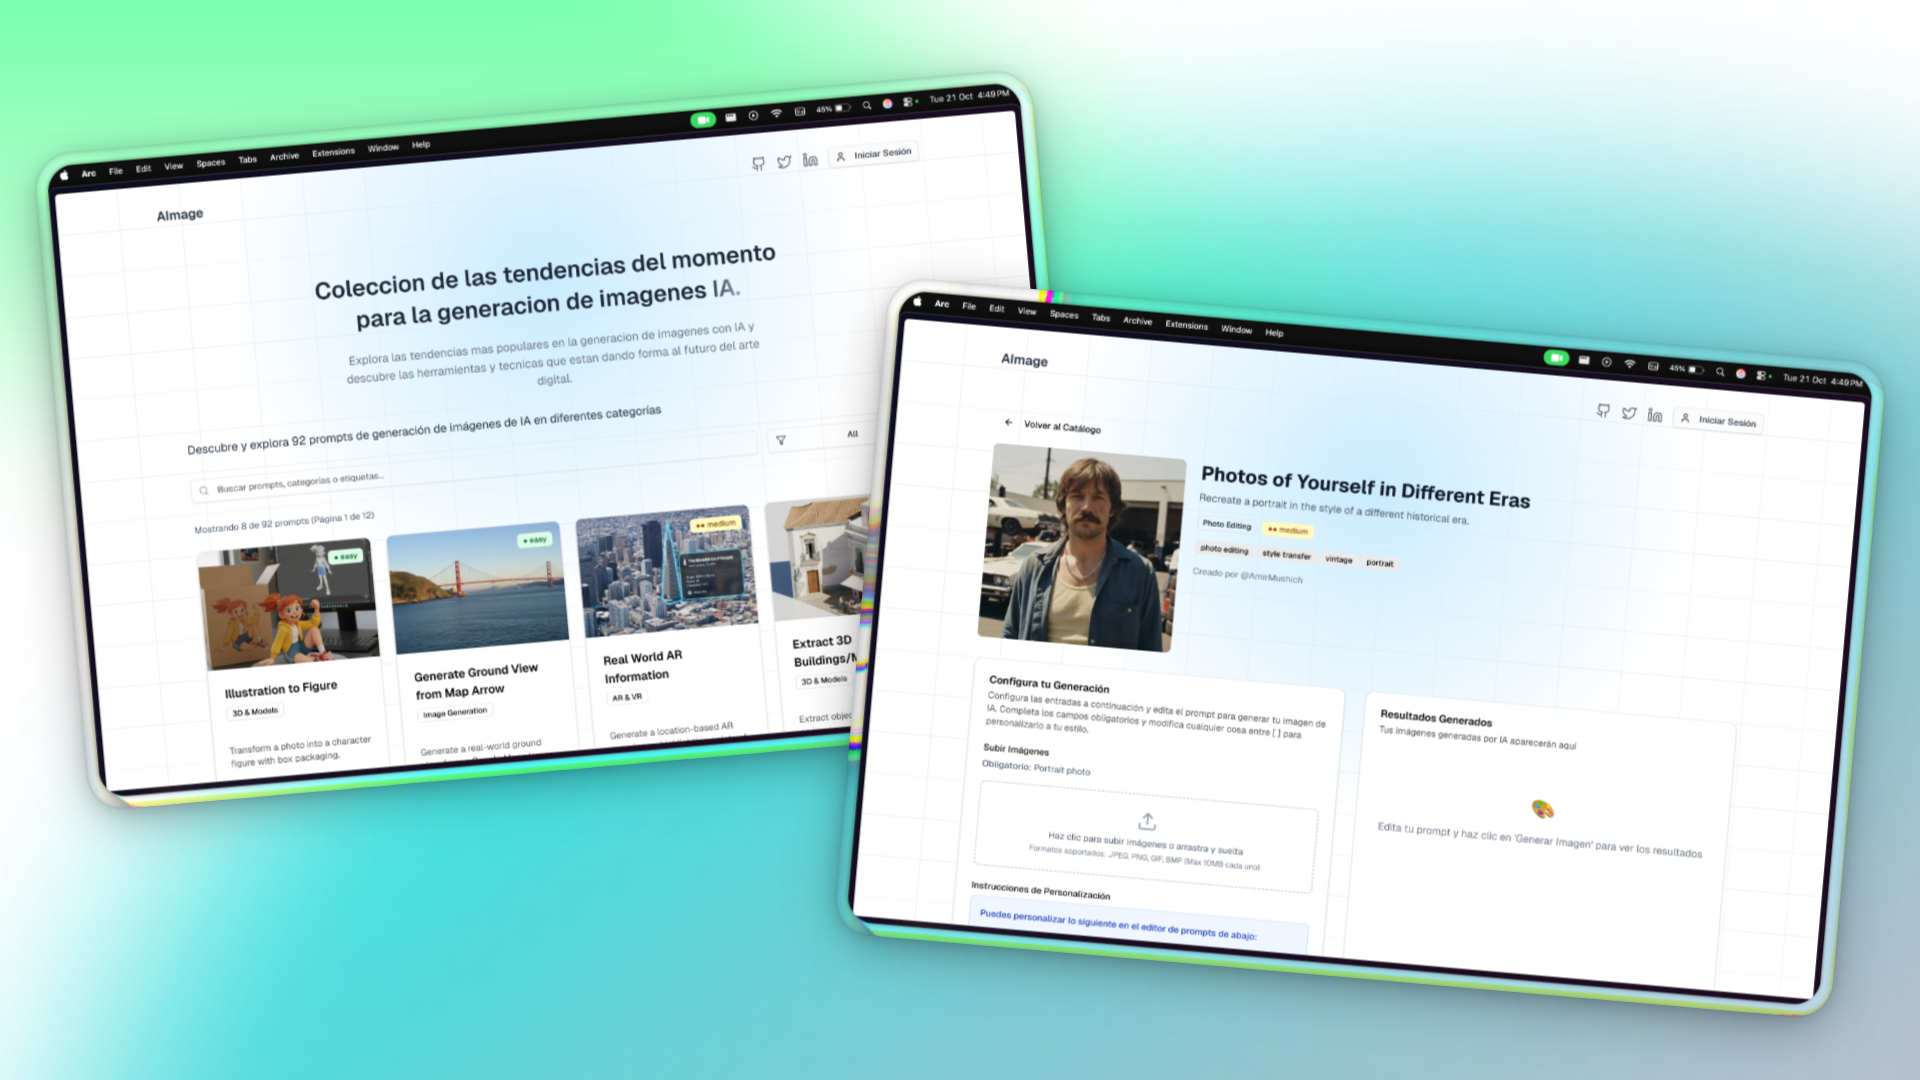 Arc File Edit View Spaces Tabs Archive Extensions Window Help
45% Tue 21 Oct 4:49 PM
AImage
Iniciar Sesión
Coleccion de las tendencias del momento
para la generacion de imagenes IA.
Explora las tendencias mas populares en la generacion de imagenes con IA y
descubre las herramientas y tecnicas que estan dando forma al futuro del arte
digital.
Descubre y explora 92 prompts de generación de imágenes de IA en diferentes categorías
Buscar prompts, categorías o etiquetas...
All
Mostrando 8 de 92 prompts (Página 1 de 12)
easy
Illustration to Figure
3D & Models
Transform a photo into a character
figure with box packaging.
easy
Generate Ground View
from Map Arrow
Image Generation
Generate a real-world ground
medium
Real World AR
Information
AR & VR
Generate a location-based AR
Extract 3D
Buildings/
3D & Models
Extract
Arc File Edit View Spaces Tabs Archive Extensions Window Help
45% Tue 21 Oct 4:49 PM
AImage
Iniciar Sesión
Volver al Catálogo
Photos of Yourself in Different Eras
Recreate a portrait in the style of a different historical era.
Photo Editing medium
photo editing style transfer vintage portrait
Creado por @AmirMushich
Configura tu Generación
Configura las entradas a continuación y edita el prompt para generar tu imagen de
IA. Completa los campos obligatorios y modifica cualquier cosa entre [ ] para
personalizarlo a tu estilo.
Subir Imágenes
Obligatorio: Portrait photo
Haz clic para subir imágenes o arrastra y suelta
Formatos soportados: JPEG, PNG, GIF, BMP (Máx 10MB cada uno)
Instrucciones de Personalización
Puedes personalizar lo siguiente en el editor de prompts de abajo:
Resultados Generados
Tus imágenes generadas por IA aparecerán aquí
Edita tu prompt y haz clic en 'Generar Imagen' para ver los resultados